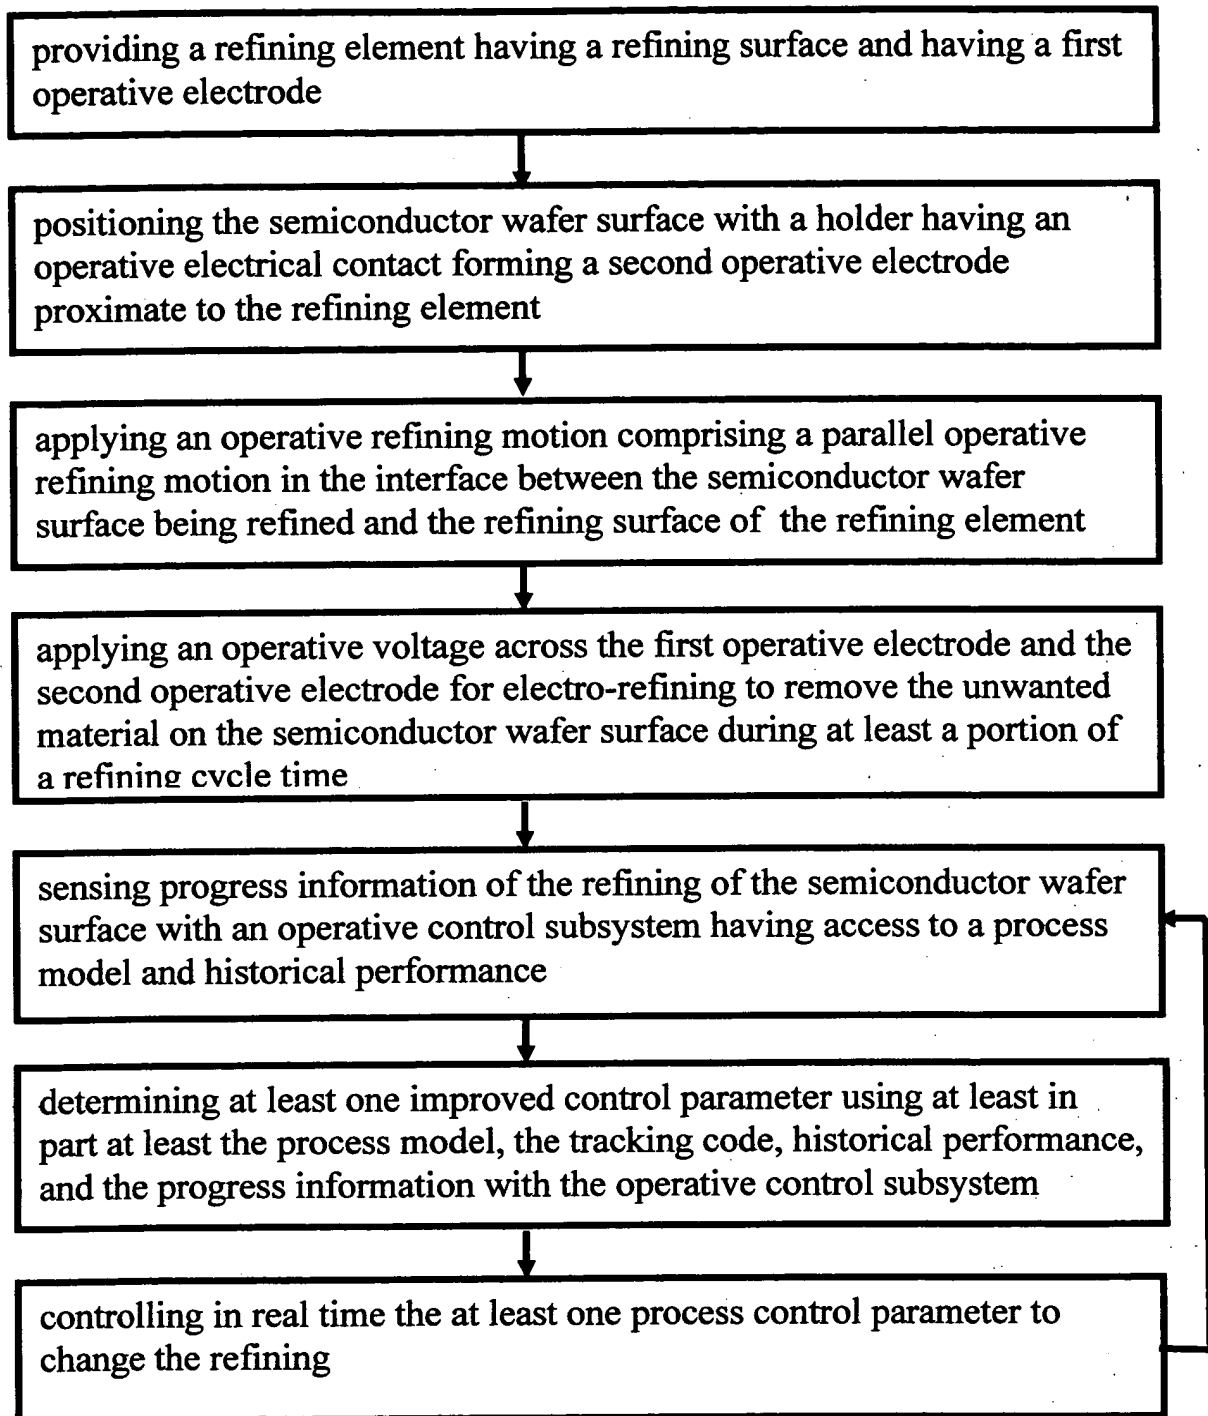 providing a refining element having a refining surface and having a first
operative electrode
positioning the semiconductor wafer surface with a holder having an
operative electrical contact forming a second operative electrode
proximate to the refining element
applying an operative refining motion comprising a parallel operative
refining motion in the interface between the semiconductor wafer
surface being refined and the refining surface of the refining element
applying an operative voltage across the first operative electrode and the
second operative electrode for electro-refining to remove the unwanted
material on the semiconductor wafer surface during at least a portion of
a refining cycle time
sensing progress information of the refining of the semiconductor wafer
surface with an operative control subsystem having access to a process
model and historical performance
determining at least one improved control parameter using at least in
part at least the process model, the tracking code, historical performance,
and the progress information with the operative control subsystem
controlling in real time the at least one process control parameter to
change the refining